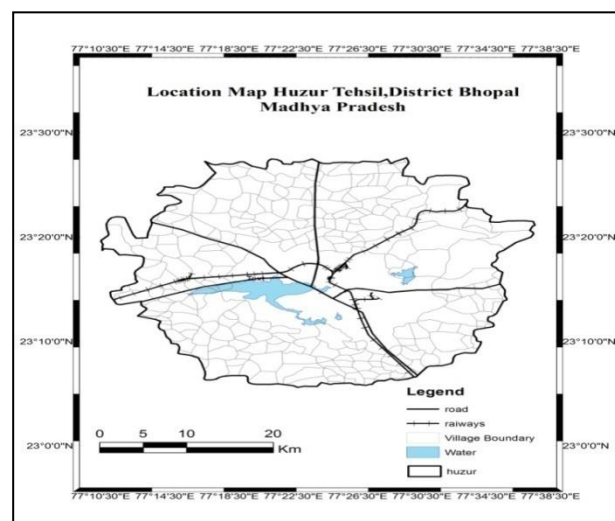 77°10'30"E 77°14'30"E 77°18'30"E 77°22'30"E 77°26'30"E 77°30'30"E 77°34'30"E 77°38'30"E
Location Map Huzur Tehsil,District Bhopal
Madhya Pradesh
23°30'0"N 23°30'0"N
23°20'0"N 23°20'0"N
23°10'0"N 23°10'0"N
Legend
road
raiways
Village Boundary
Water
huzur
0 5 10 20
Km
23°0'0"N 23°0'0"N
77°10'30"E 77°14'30"E 77°18'30"E 77°22'30"E 77°26'30"E 77°30'30"E 77°34'30"E 77°38'30"E